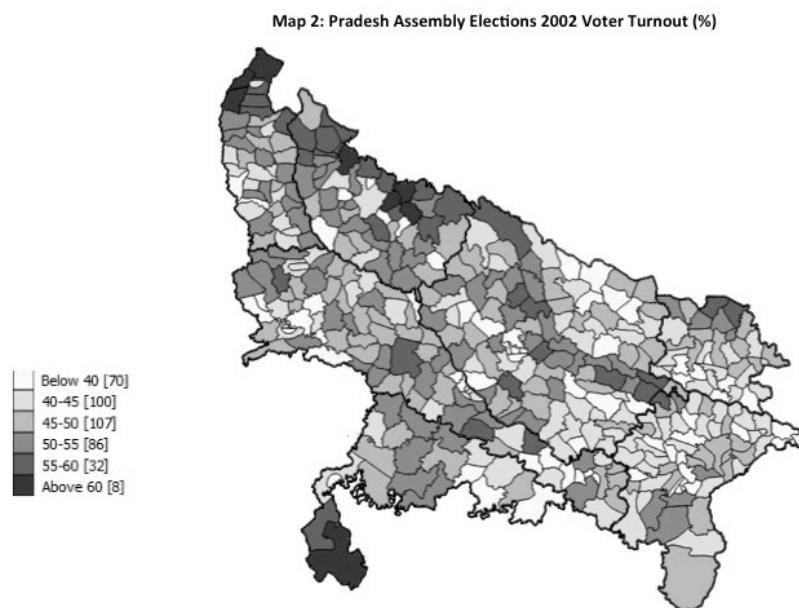 Map 2: Pradesh Assembly Elections 2002 Voter Turnout (%)
Below 40 [70]
40-45 [100]
45-50 [107]
50-55 [86]
55-60 [32]
Above 60 [8]